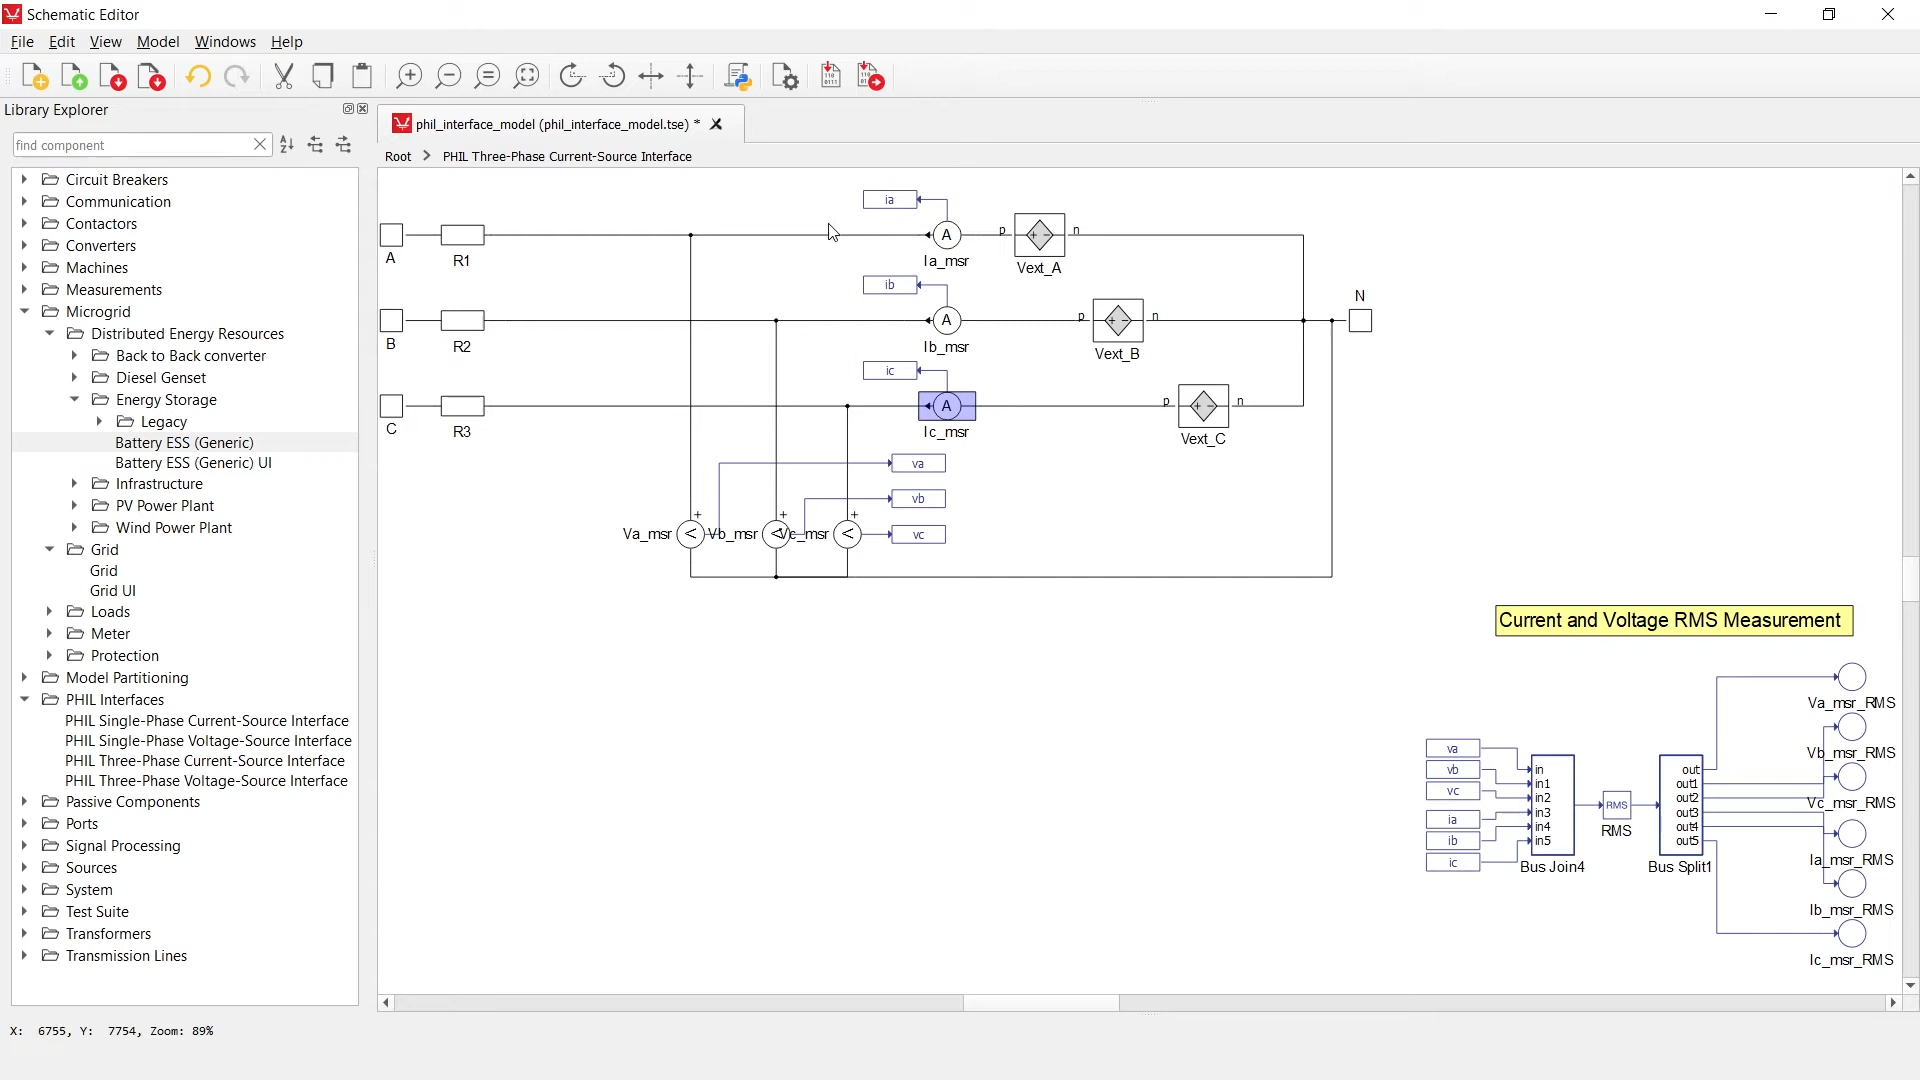 Schematic Editor
File Edit View Model Windows Help
Library Explorer
find component
Circuit Breakers
Communication
Contactors
Converters
Machines
Measurements
Microgrid
Distributed Energy Resources
Back to Back converter
Diesel Genset
Energy Storage
Legacy
Battery ESS (Generic)
Battery ESS (Generic) UI
Infrastructure
PV Power Plant
Wind Power Plant
Grid
Grid
Grid UI
Loads
Meter
Protection
Model Partitioning
PHIL Interfaces
PHIL Single-Phase Current-Source Interface
PHIL Single-Phase Voltage-Source Interface
PHIL Three-Phase Current-Source Interface
PHIL Three-Phase Voltage-Source Interface
Passive Components
Ports
Signal Processing
Sources
System
Test Suite
Transformers
Transmission Lines
X: 6755, Y: 7754, Zoom: 89%
phil_interface_model (phil_interface_model.tse) *
Root > PHIL Three-Phase Current-Source Interface
ia
A p n
A R1 Ia_msr Vext_A
ib
N
A p n
B R2 Ib_msr Vext_B
ic
A p n
C R3 Ic_msr Vext_C
va
vb
+ + +
Va_msr Vb_msr Vc_msr vc
Current and Voltage RMS Measurement
Va_msr_RMS
va
Vb_msr_RMS
vb in out
vc in1 out1
in2 out2 Vc_msr_RMS
ia in3 RMS out3
ib in4 RMS out4
ic in5 out5
Ia_msr_RMS
Bus Join4 Bus Split1
Ib_msr_RMS
Ic_msr_RMS